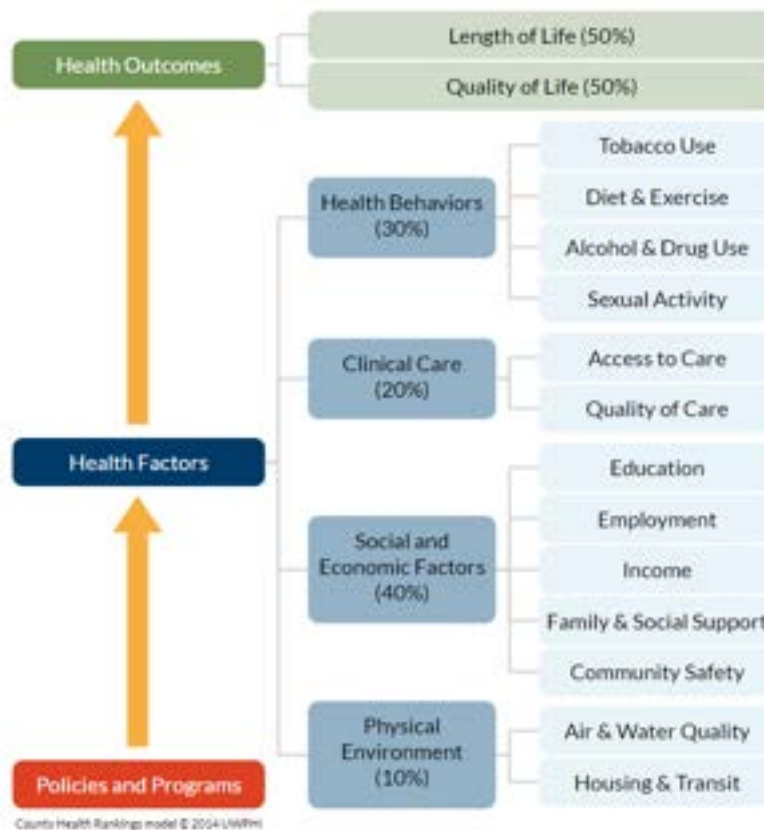 Health Outcomes
Length of Life (50%)
Quality of Life (50%)
Health Factors
Health Behaviors
(30%)
Tobacco Use
Diet & Exercise
Alcohol & Drug Use
Sexual Activity
Clinical Care
(20%)
Access to Care
Quality of Care
Social and
Economic Factors
(40%)
Education
Employment
Income
Family & Social Support
Community Safety
Physical
Environment
(10%)
Air & Water Quality
Housing & Transit
Policies and Programs
County Health Rankings model © 2014 UWPHI